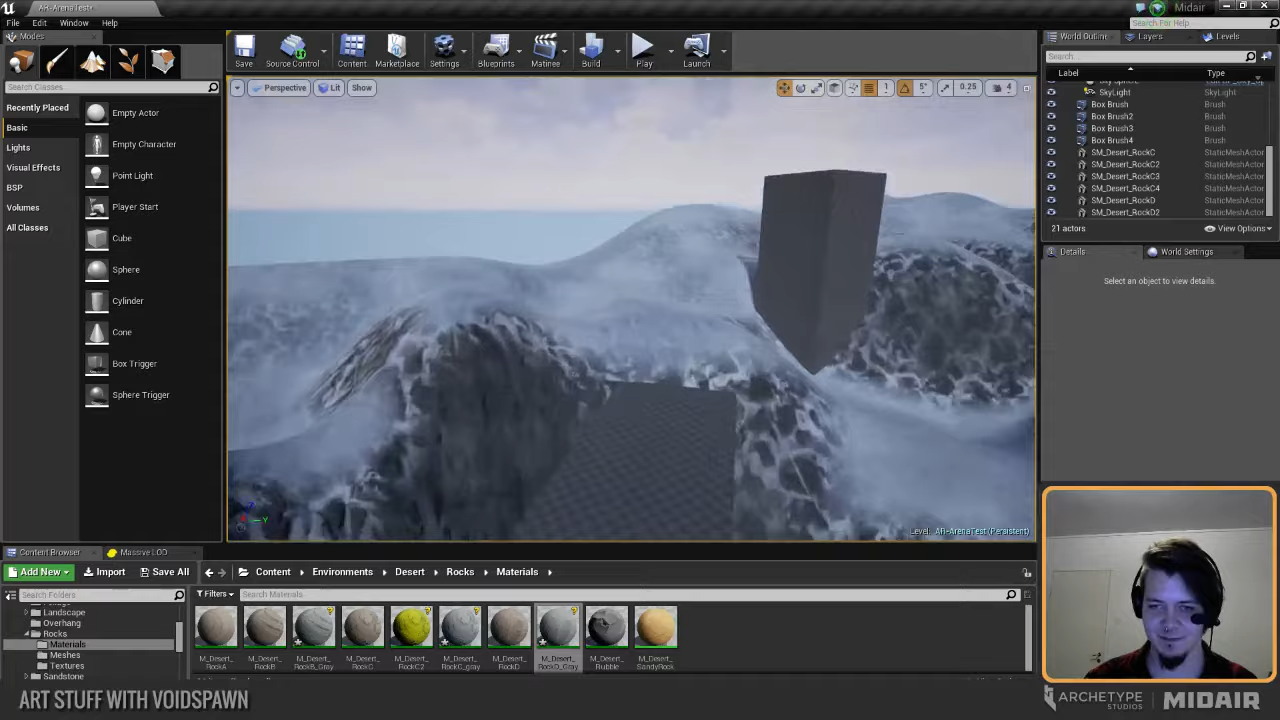 AR-ArenaTest*
Midair
File Edit Window Help
Search For Help
Modes
Save Source Control Content Marketplace Settings Blueprints Matinee Build Play Launch
World Outliner Layers Levels
Search...
Label Type
Search Classes
Recently Placed
Basic
Lights
Visual Effects
BSP
Volumes
All Classes
Empty Actor
Empty Character
Point Light
Player Start
Cube
Sphere
Cylinder
Cone
Box Trigger
Sphere Trigger
Perspective Lit Show
1 5° 0.25 4
SkyLight SkyLight
Box Brush Brush
Box Brush2 Brush
Box Brush3 Brush
Box Brush4 Brush
SM_Desert_RockC StaticMeshActor
SM_Desert_RockC2 StaticMeshActor
SM_Desert_RockC3 StaticMeshActor
SM_Desert_RockC4 StaticMeshActor
SM_Desert_RockD StaticMeshActor
SM_Desert_RockD2 StaticMeshActor
21 actors View Options
Details World Settings
Select an object to view details.
Level: AR-ArenaTest (Persistent)
Content Browser Massive LOD
Add New Import Save All Content Environments Desert Rocks Materials
Search Folders Filters Search Materials
Landscape
Overhang
Rocks
Materials
Meshes
Textures
Sandstone
M_Desert_RockA
M_Desert_RockB
M_Desert_RockB_Gray
M_Desert_RockC
M_Desert_RockC2
M_Desert_RockC_gray
M_Desert_RockD
M_Desert_RockD_Gray
M_Desert_Rubble
M_Desert_SandyRock
ART STUFF WITH VOIDSPAWN
ARCHETYPE STUDIOS MIDAIR